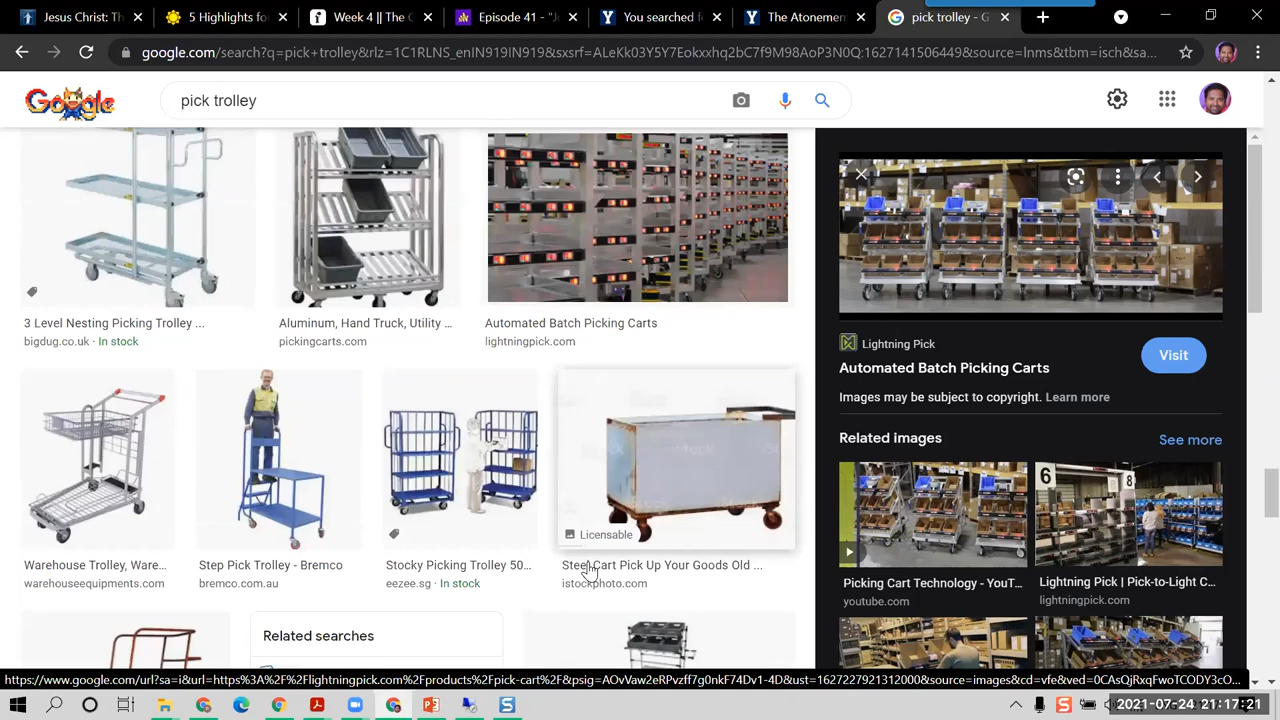 Jesus Christ: Th
5 Highlights fo
Week 4 || The C
Episode 41 - "Je
You searched f
The Atonemen
pick trolley - G
google.com/search?q=pick+trolley&rlz=1C1RLNS_enIN919IN919&sxsrf=ALeKk03Y5Y7Eokxxhq2bC7f9M98AoP3N0Q:1627141506449&source=lnms&tbm=isch&sa...
Google
pick trolley
3 Level Nesting Picking Trolley ...
bigdug.co.uk · In stock
Aluminum, Hand Truck, Utility ...
pickingcarts.com
Automated Batch Picking Carts
lightningpick.com
Lightning Pick
Visit
Automated Batch Picking Carts
Images may be subject to copyright. Learn more
Related images
See more
6
8
Licensable
Warehouse Trolley, Ware...
warehouseequipments.com
Step Pick Trolley - Bremco
bremco.com.au
Stocky Picking Trolley 50...
eezee.sg · In stock
Steel Cart Pick Up Your Goods Old ...
istockphoto.com
Picking Cart Technology - YouT...
youtube.com
Lightning Pick | Pick-to-Light C...
lightningpick.com
Related searches
https://www.google.com/url?sa=i&url=https%3A%2F%2Flightningpick.com%2Fproducts%2Fpick-cart%2F&psig=AOvVaw2eRPvzff7g0nkF74Dv1-4D&ust=1627227921312000&source=images&cd=vfe&ved=0CAsQjRxqFwoTCODY3cO...
2021-07-24 21:17:21